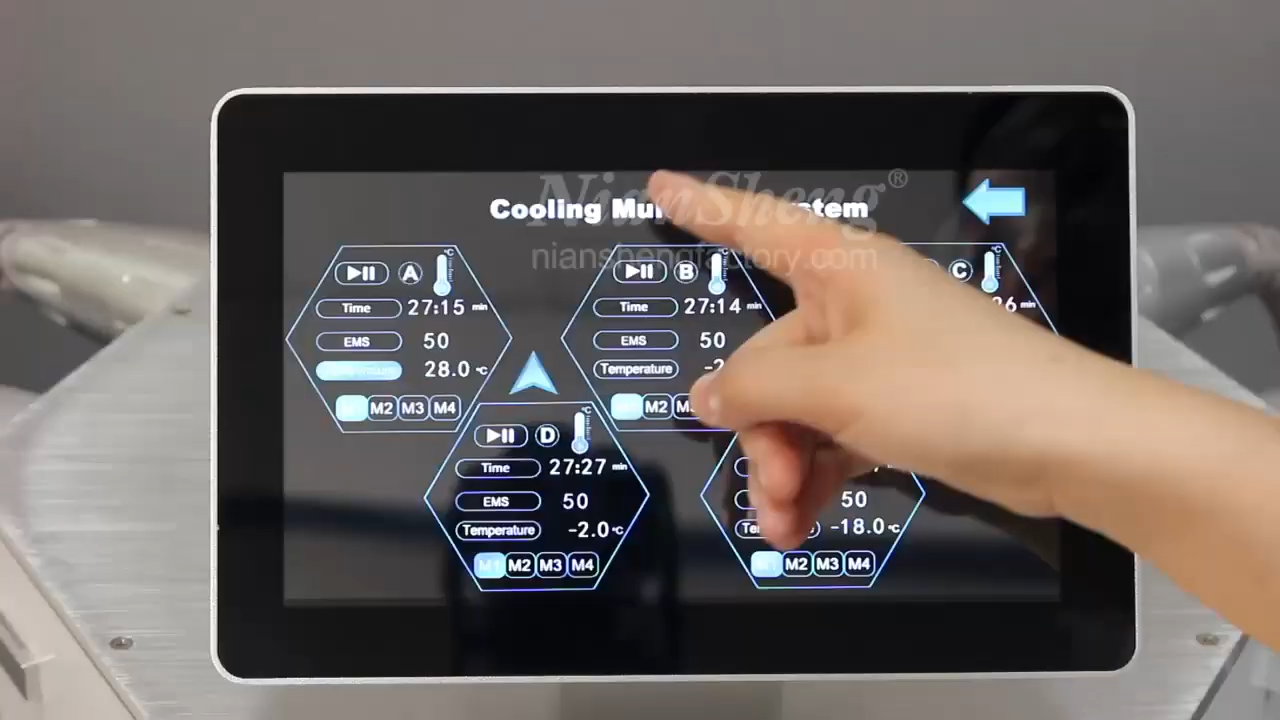 NianSheng®
Cooling
nianshengfactory.com
A °C
Time 27:15 min
EMS 50
28.0 °C
M1 M2 M3 M4
B °C
Time 27:14 min
EMS 50
Temperature
M1 M2
C °C
D °C
Time 27:27 min
EMS 50
Temperature -2.0 °C
M1 M2 M3 M4
50
-18.0 °C
M1 M2 M3 M4